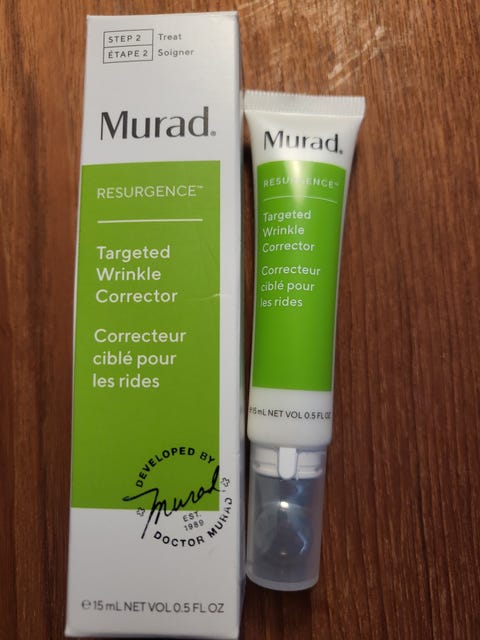 STEP 2 Treat
ÉTAPE 2 Soigner
Murad®
RESURGENCE™
Targeted
Wrinkle
Corrector
Correcteur
ciblé pour
les rides
DEVELOPED BY
Murad
EST.
1989
DOCTOR MURAD
℮15 mL NET VOL 0.5 FL OZ
Murad®
RESURGENCE™
Targeted
Wrinkle
Corrector
Correcteur
ciblé pour
les rides
℮15 mL NET VOL 0.5 FL OZ